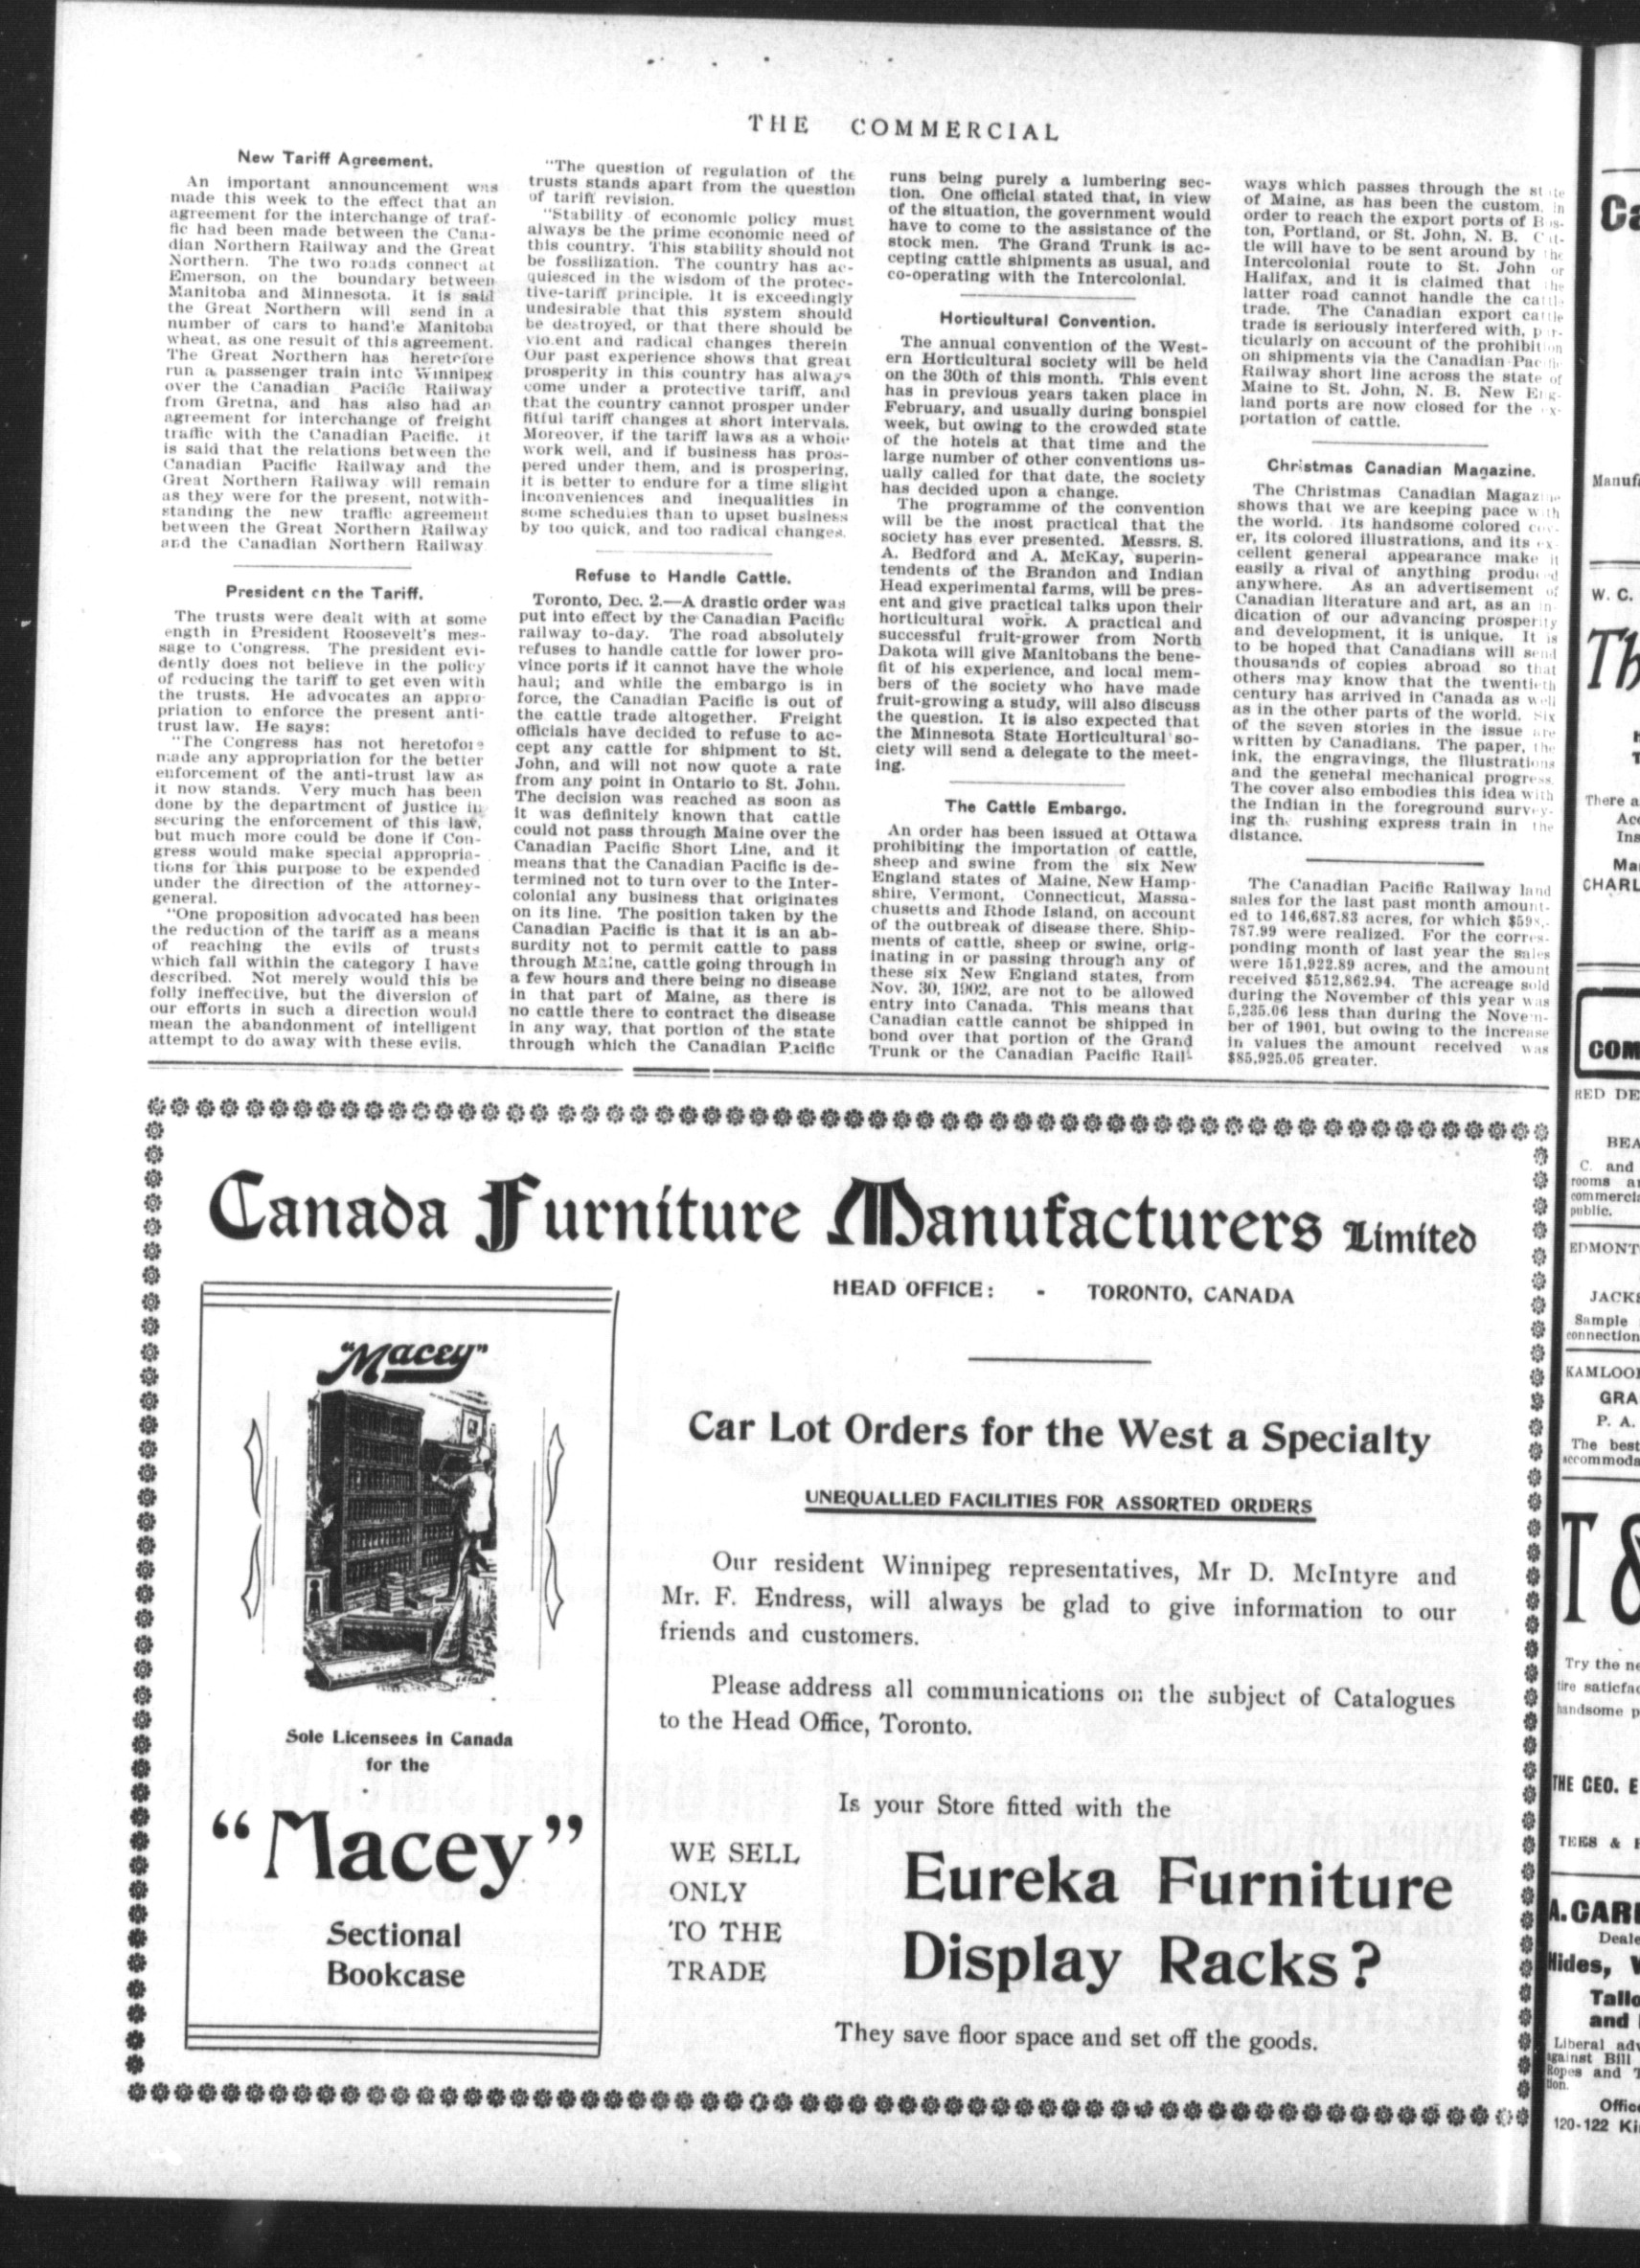 THE COMMERCIAL
New Tariff Agreement.
An important announcement was
made this week to the effect that an
agreement for the interchange of traf-
fic had been made between the Cana-
dian Northern Railway and the Great
Northern. The two roads connect at
Emerson, on the boundary between
Manitoba and Minnesota. It is said
the Great Northern will send in a
number of cars to hand'e Manitoba
wheat, as one result of this agreement.
The Great Northern has heretofore
run a passenger train into Winnipeg
over the Canadian Pacific Railway
from Gretna, and has also had an
agreement for interchange of freight
traffic with the Canadian Pacific. It
is said that the relations between the
Canadian Pacific Railway and the
Great Northern Railway will remain
as they were for the present, notwith-
standing the new traffic agreement
between the Great Northern Railway
and the Canadian Northern Railway
President on the Tariff.
The trusts were dealt with at some
ength in President Roosevelt's mes-
sage to Congress. The president evi-
dently does not believe in the policy
of reducing the tariff to get even with
the trusts. He advocates an appro-
priation to enforce the present anti-
trust law. He says:
"The Congress has not heretofore
made any appropriation for the better
enforcement of the anti-trust law as
it now stands. Very much has been
done by the department of justice in
securing the enforcement of this law,
but much more could be done if Con-
gress would make special appropria-
tions for this purpose to be expended
under the direction of the attorney-
general.
"One proposition advocated has been
the reduction of the tariff as a means
of reaching the evils of trusts
which fall within the category I have
described. Not merely would this be
folly ineffective, but the diversion of
our efforts in such a direction would
mean the abandonment of intelligent
attempt to do away with these evils.
"The question of regulation of the
trusts stands apart from the question
of tariff revision.
"Stability of economic policy must
always be the prime economic need of
this country. This stability should not
be fossilization. The country has ac-
quiesced in the wisdom of the protec-
tive-tariff principle. It is exceedingly
undesirable that this system should
be destroyed, or that there should be
violent and radical changes therein
Our past experience shows that great
prosperity in this country has always
come under a protective tariff, and
that the country cannot prosper under
fitful tariff changes at short intervals.
Moreover, if the tariff laws as a whole
work well, and if business has pros-
pered under them, and is prospering,
it is better to endure for a time slight
inconveniences and inequalities in
some schedules than to upset business
by too quick, and too radical changes.
Refuse to Handle Cattle.
Toronto, Dec. 2.—A drastic order was
put into effect by the Canadian Pacific
railway to-day. The road absolutely
refuses to handle cattle for lower pro-
vince ports if it cannot have the whole
haul; and while the embargo is in
force, the Canadian Pacific is out of
the cattle trade altogether. Freight
officials have decided to refuse to ac-
cept any cattle for shipment to St.
John, and will not now quote a rate
from any point in Ontario to St. John.
The decision was reached as soon as
it was definitely known that cattle
could not pass through Maine over the
Canadian Pacific Short Line, and it
means that the Canadian Pacific is de-
termined not to turn over to the Inter-
colonial any business that originates
on its line. The position taken by the
Canadian Pacific is that it is an ab-
surdity not to permit cattle to pass
through Maine, cattle going through in
a few hours and there being no disease
in that part of Maine, as there is
no cattle there to contract the disease
in any way, that portion of the state
through which the Canadian Pacific
runs being purely a lumbering sec-
tion. One official stated that, in view
of the situation, the government would
have to come to the assistance of the
stock men. The Grand Trunk is ac-
cepting cattle shipments as usual, and
co-operating with the Intercolonial.
Horticultural Convention.
The annual convention of the West-
ern Horticultural society will be held
on the 30th of this month. This event
has in previous years taken place in
February, and usually during bonspiel
week, but owing to the crowded state
of the hotels at that time and the
large number of other conventions us-
ually called for that date, the society
has decided upon a change.
The programme of the convention
will be the most practical that the
society has ever presented. Messrs. S.
A. Bedford and A. McKay, superin-
tendents of the Brandon and Indian
Head experimental farms, will be pres-
ent and give practical talks upon their
horticultural work. A practical and
successful fruit-grower from North
Dakota will give Manitobans the bene-
fit of his experience, and local mem-
bers of the society who have made
fruit-growing a study, will also discuss
the question. It is also expected that
the Minnesota State Horticultural so-
ciety will send a delegate to the meet-
ing.
The Cattle Embargo.
An order has been issued at Ottawa
prohibiting the importation of cattle,
sheep and swine from the six New
England states of Maine, New Hamp-
shire, Vermont, Connecticut, Massa-
chusetts and Rhode Island, on account
of the outbreak of disease there. Ship-
ments of cattle, sheep or swine, orig-
inating in or passing through any of
these six New England states, from
Nov. 30, 1902, are not to be allowed
entry into Canada. This means that
Canadian cattle cannot be shipped in
bond over that portion of the Grand
Trunk or the Canadian Pacific Rail-
ways which passes through the state
of Maine, as has been the custom, in
order to reach the export ports of Bos-
ton, Portland, or St. John, N. B. Cat-
tle will have to be sent around by the
Intercolonial route to St. John or
Halifax, and it is claimed that the
latter road cannot handle the cattle
trade. The Canadian export cattle
trade is seriously interfered with, par-
ticularly on account of the prohibition
on shipments via the Canadian Pacific
Railway short line across the state of
Maine to St. John, N. B. New Eng-
land ports are now closed for the ex-
portation of cattle.
Christmas Canadian Magazine.
The Christmas Canadian Magazine
shows that we are keeping pace with
the world. Its handsome colored cov-
er, its colored illustrations, and its ex-
cellent general appearance make it
easily a rival of anything produced
anywhere. As an advertisement of
Canadian literature and art, as an in-
dication of our advancing prosperity
and development, it is unique. It is
to be hoped that Canadians will send
thousands of copies abroad so that
others may know that the twentieth
century has arrived in Canada as well
as in the other parts of the world. Six
of the seven stories in the issue are
written by Canadians. The paper, the
ink, the engravings, the illustrations
and the general mechanical progress.
The cover also embodies this idea with
the Indian in the foreground survey-
ing the rushing express train in the
distance.
The Canadian Pacific Railway land
sales for the last past month amount-
ed to 146,687.83 acres, for which
787.99 were realized. For the corres-
ponding month of last year the sales
were 151,922.89 acres, and the amount
received $512,862.94. The acreage sold
during the November of this year was
5,235.06 less than during the Novem-
ber of 1901, but owing to the increase
in values the amount received was
$85,925.05 greater.
Canada Furniture Manufacturers Limited
HEAD OFFICE: - TORONTO, CANADA
"Macey"
Sole Licensees in Canada
for the
"Macey"
Sectional
Bookcase
Car Lot Orders for the West a Specialty
UNEQUALLED FACILITIES FOR ASSORTED ORDERS
Our resident Winnipeg representatives, Mr D. McIntyre and
Mr. F. Endress, will always be glad to give information to our
friends and customers.
Please address all communications on the subject of Catalogues
to the Head Office, Toronto.
Is your Store fitted with the
WE SELL
ONLY
TO THE
TRADE
Eureka Furniture
Display Racks?
They save floor space and set off the goods.
W. C.
There
CHARL
COM
RED DE
BEA
C. and
rooms
public.
EDMONT
JACKS
Sample
connection
KAMLOO
GRA
P. A.
The best
T &
Try the
handsome
THE GEO. E
TEES &
A. CARR
Hides,
and
Liberal
against Bill
Ropes and
tion.
120-122